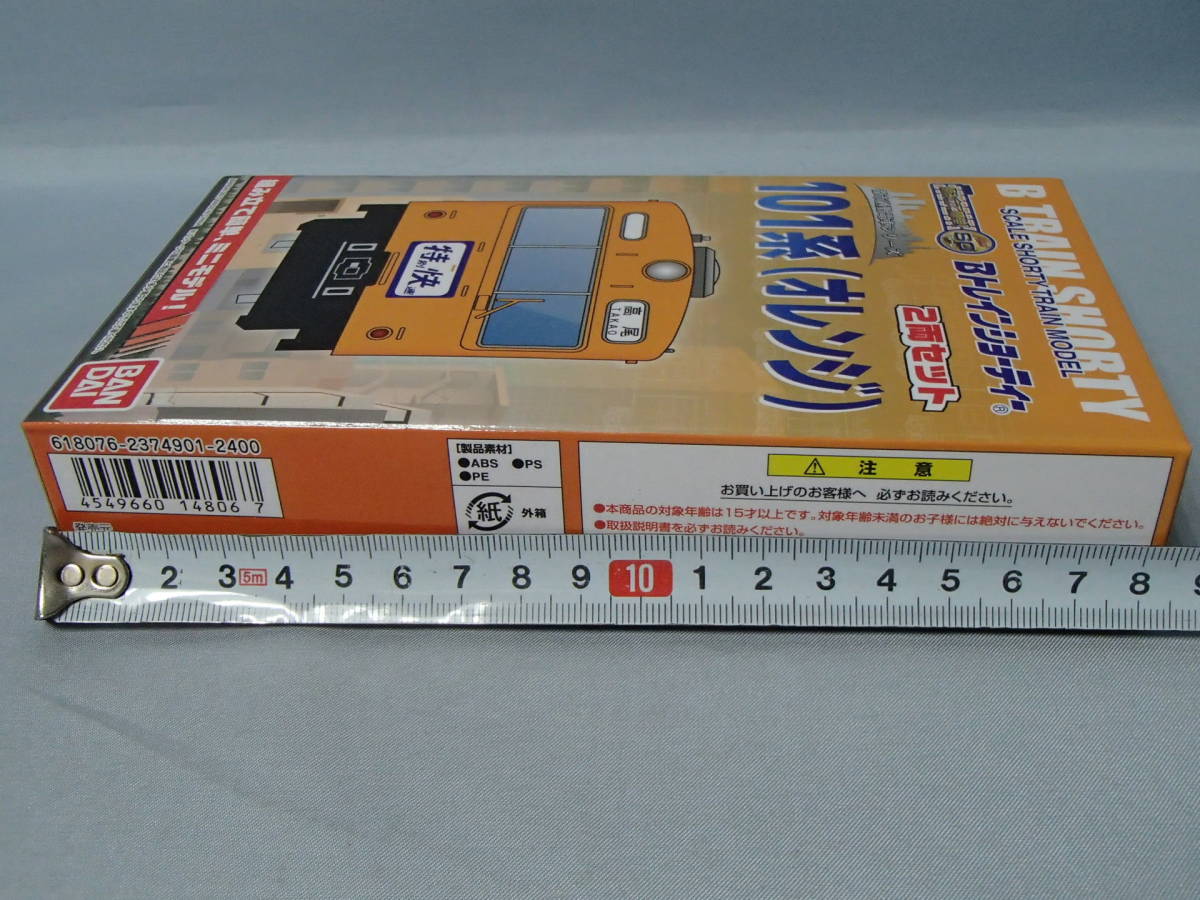 B TRAIN SHORTY
SCALE: SHORTY TRAIN MODEL
Bトレインショーティー®
2両セット
101系(オレンジ)
高尾
TAKAO
特快
組み立て簡単、ミニモデル!
BAN
DAI
618076-2374901-2400
4549660 148067
発売元
[製品素材]
●ABS ●PS
●PE
紙 外箱
注意
お買い上げのお客様へ 必ずお読みください。
●本商品の対象年齢は15才以上です。対象年齢未満のお子様には絶対に与えないでください。
●取扱説明書を必ずお読みください。
2 3 5m 4 5 6 7 8 9 10 1 2 3 4 5 6 7 8 9